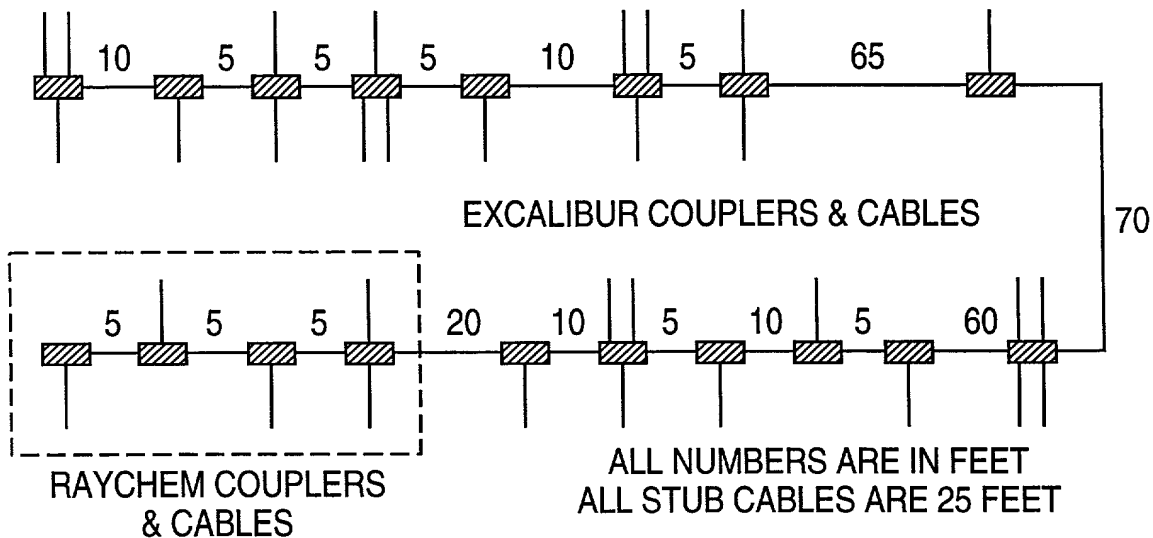 10 5 5 5 10 5 65
EXCALIBUR COUPLERS & CABLES
70
5 5 5 20 10 5 10 5 60
RAYCHEM COUPLERS
& CABLES
ALL NUMBERS ARE IN FEET
ALL STUB CABLES ARE 25 FEET